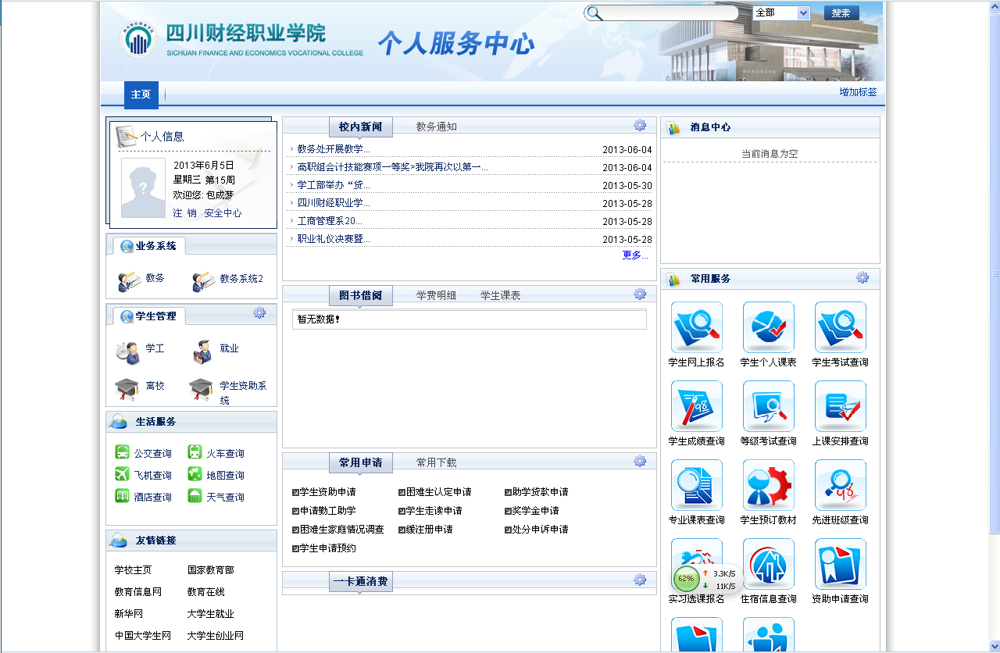 四川财经职业学院
SICHUAN FINANCE AND ECONOMICS VOCATIONAL COLLEGE
个人服务中心
全部
搜索
主页
增加标签
个人信息
2013年6月5日
星期三 第15周
欢迎您: 包成梦
注 销 安全中心
业务系统
教务
教务系统2
学生管理
学工
就业
离校
学生资助系
统
生活服务
公交查询
火车查询
飞机查询
地图查询
酒店查询
天气查询
友情链接
学校主页
国家教育部
教育信息网
教育在线
新华网
大学生就业
中国大学生网
大学生创业网
校内新闻
教务通知
教务处开展教学...
2013-06-04
高职组会计技能赛项一等奖>我院再次以第一...
2013-06-04
学工部举办“贷...
2013-05-30
四川财经职业学...
2013-05-28
工商管理系20...
2013-05-28
职业礼仪决赛暨...
2013-05-28
更多...
图书借阅
学费明细
学生课表
暂无数据!
常用申请
常用下载
学生资助申请
困难生认定申请
助学贷款申请
申请勤工助学
学生走读申请
奖学金申请
困难生家庭情况调查
缓注册申请
处分申诉申请
学生申请预约
一卡通消费
消息中心
当前消息为空
常用服务
学生网上报名
学生个人课表
学生考试查询
学生成绩查询
等级考试查询
上课安排查询
专业课表查询
学生预订教材
先进班级查询
62%
3.3K/S
11K/S
实习选课报名
住宿信息查询
资助申请查询